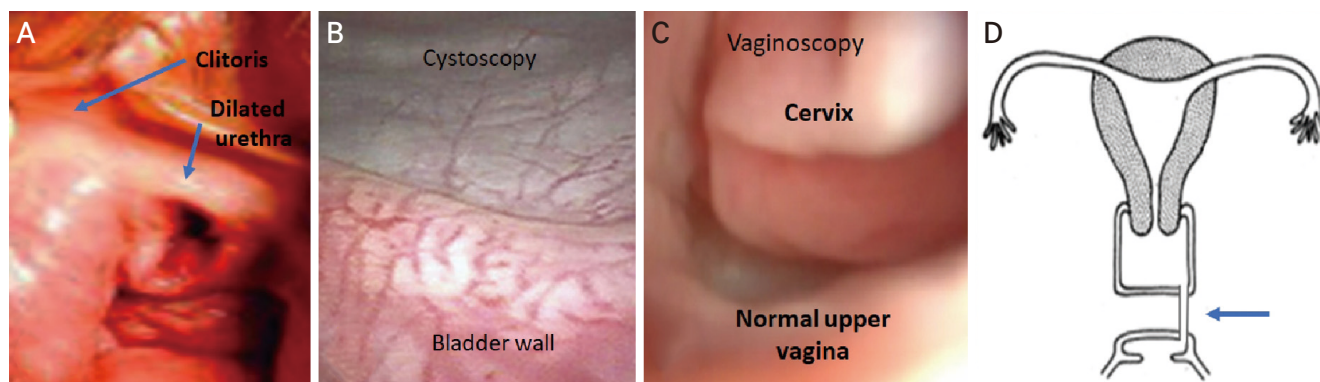 A
Clitoris
Dilated
urethra
B
Cystoscopy
Bladder wall
C
Vaginoscopy
Cervix
Normal upper
vagina
D